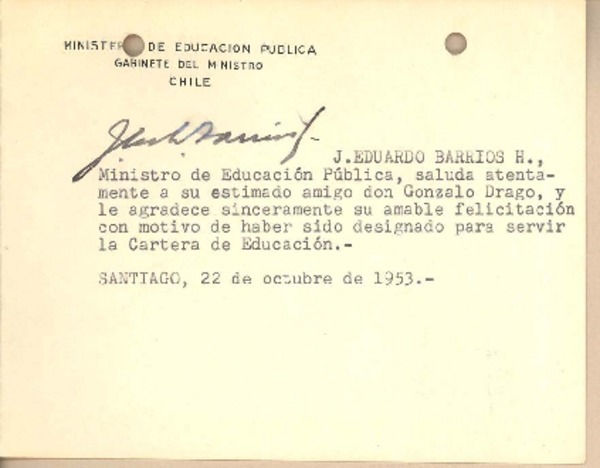 MINISTERIO DE EDUCACION PUBLICA
GABINETE DEL MINISTRO
CHILE
J.EDUARDO BARRIOS H.,
Ministro de Educación Pública, saluda atenta-
mente a su estimado amigo don Gonzalo Drago, y
le agradece sinceramente su amable felicitación
con motivo de haber sido designado para servir
la Cartera de Educación.-
SANTIAGO, 22 de octubre de 1953.-